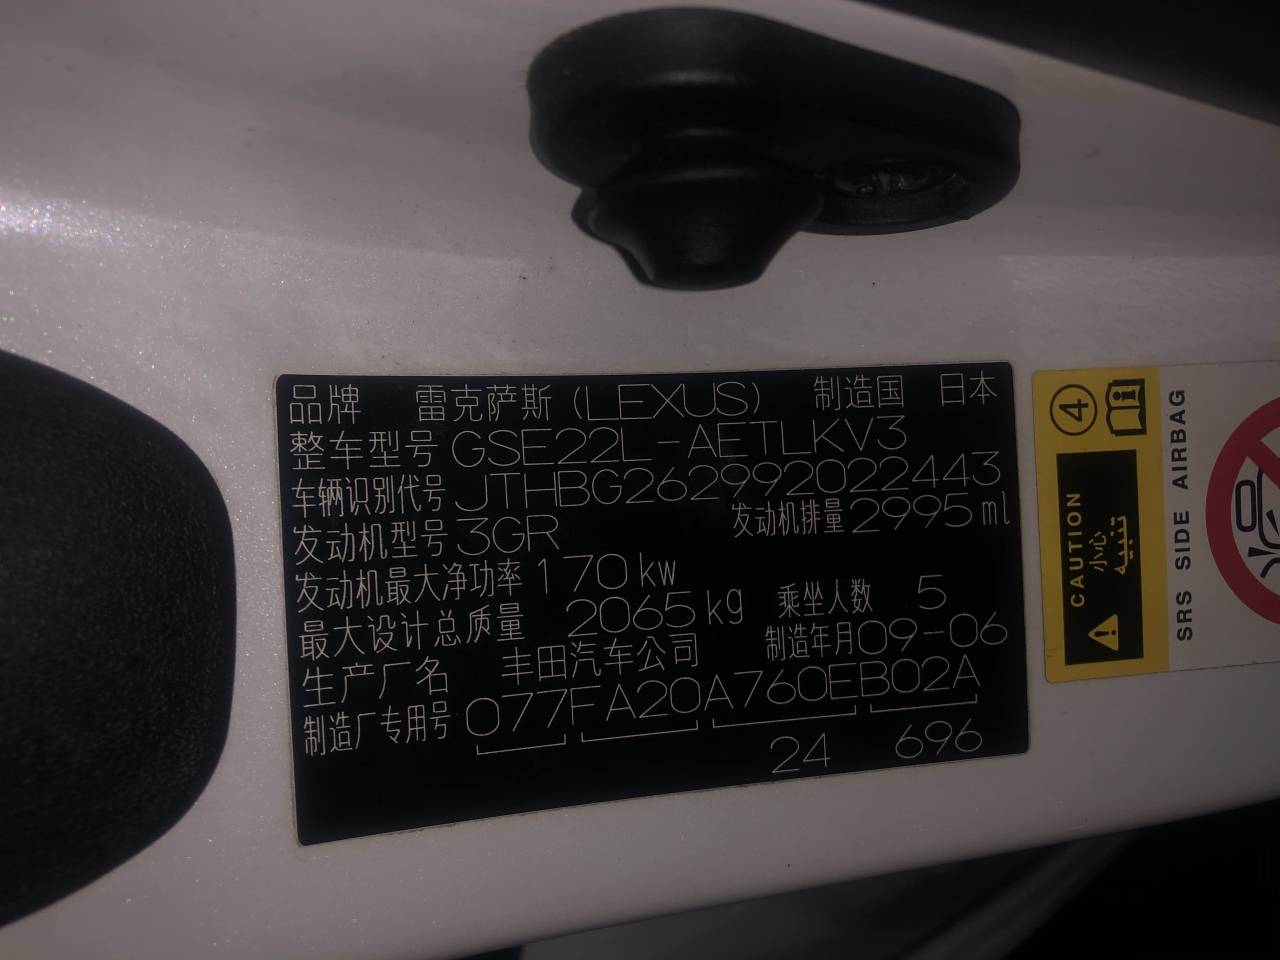 品牌 雷克萨斯 (LEXUS) 制造国 日本
整车型号 GSE22L-AETLKV3
车辆识别代号 JTHBG262992022443
发动机型号 3GR 发动机排量 2995 ml
发动机最大净功率 170 kw
最大设计总质量 2065 kg 乘坐人数 5
生产厂名 丰田汽车公司 制造年月 09-06
制造厂专用号 077FA20A760EB02A
24 696
4
CAUTION
小心
تنبيه
SRS SIDE AIRBAG